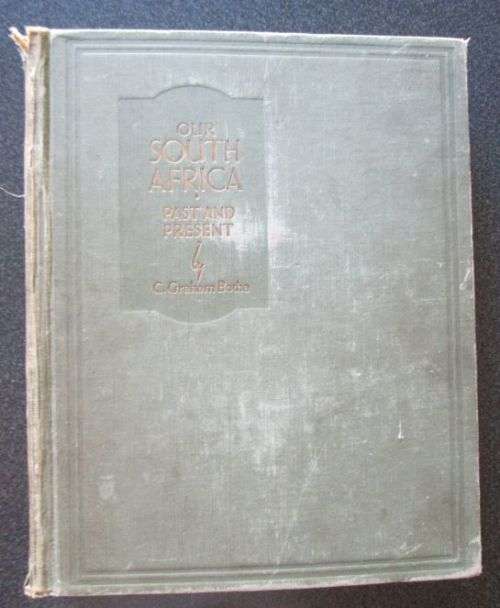 OUR
SOUTH
AFRICA
PAST AND
PRESENT
by
C. Graham Botha